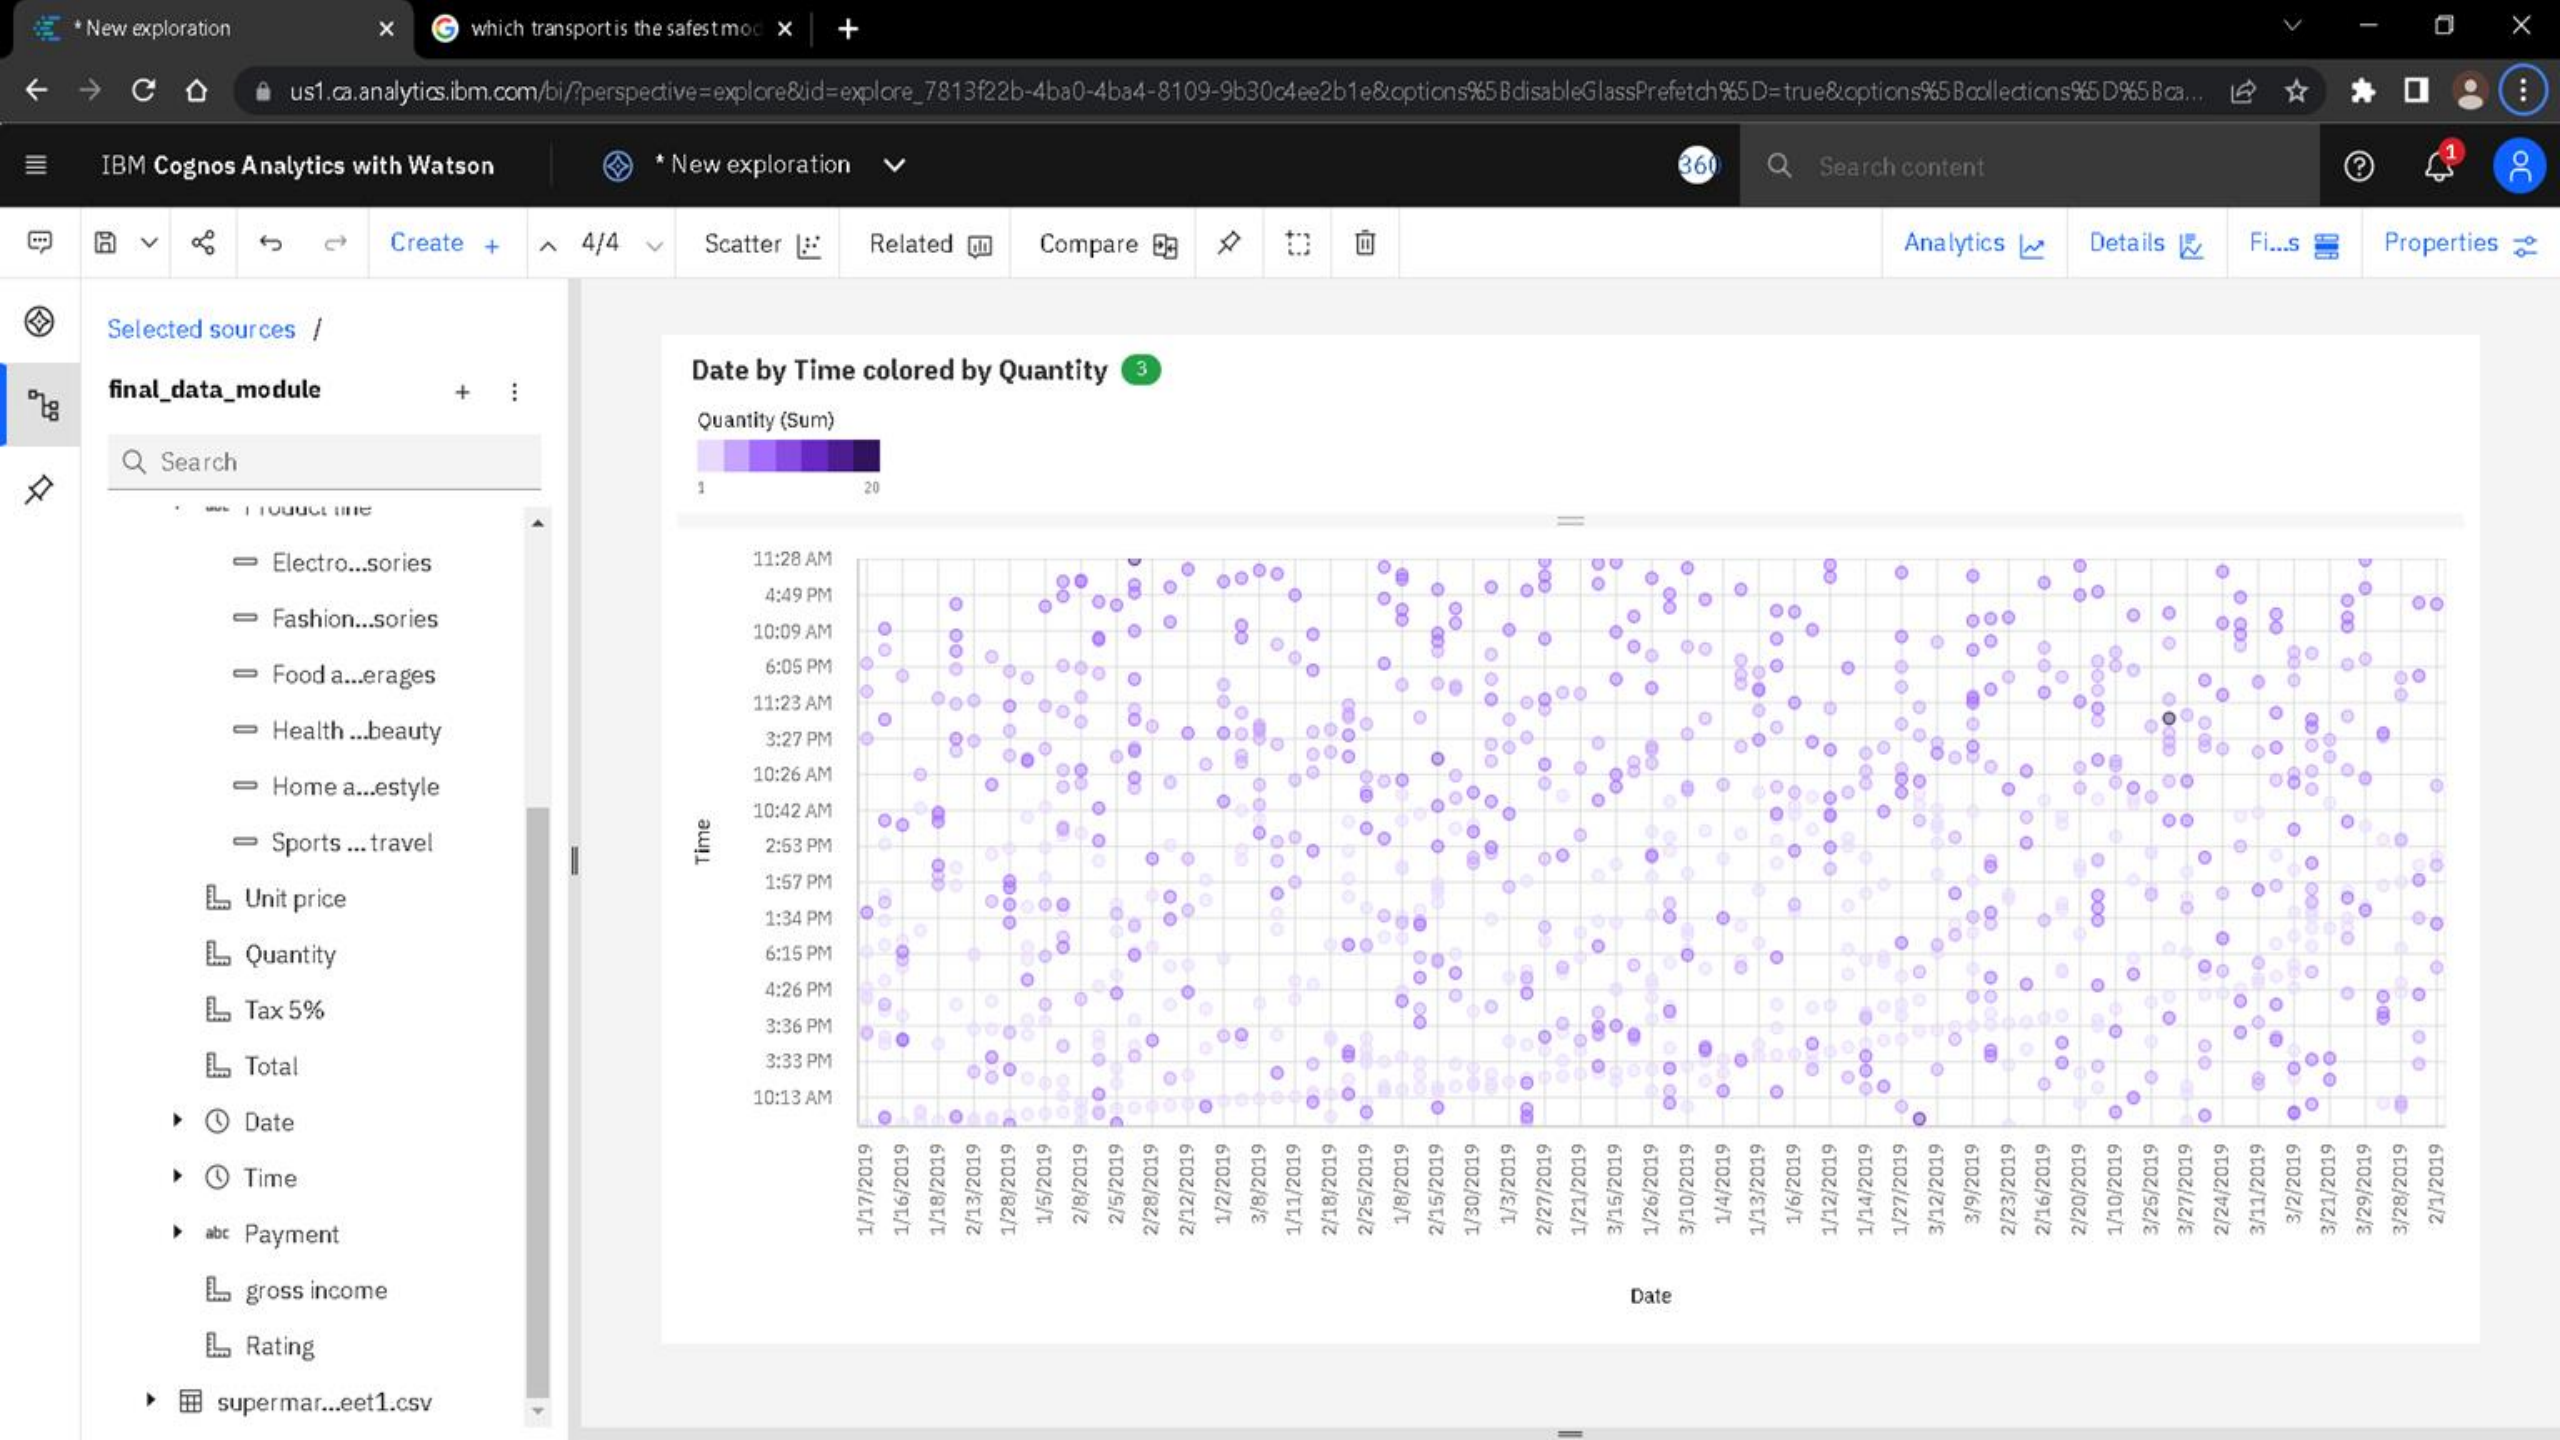 * New exploration
which transport is the safest mod
us1.ca.analytics.ibm.com/bi/?perspective=explore&id=explore_7813f22b-4ba0-4ba4-8109-9b30c4ee2b1e&options%5BdisableGlassPrefetch%5D=true&options%5Bcollections%5D%5Bca...
IBM Cognos Analytics with Watson
* New exploration
360
Search content
1
Create +
4/4
Scatter
Related
Compare
Analytics
Details
Fi...s
Properties
Selected sources /
final_data_module
Search
abc Product line
Electro...sories
Fashion...sories
Food a...erages
Health ...beauty
Home a...estyle
Sports ... travel
Unit price
Quantity
Tax 5%
Total
Date
Time
abc Payment
gross income
Rating
supermar...eet1.csv
Date by Time colored by Quantity 3
Quantity (Sum)
1 20
Time
11:28 AM
4:49 PM
10:09 AM
6:05 PM
11:23 AM
3:27 PM
10:26 AM
10:42 AM
2:53 PM
1:57 PM
1:34 PM
6:15 PM
4:26 PM
3:36 PM
3:33 PM
10:13 AM
1/17/2019
1/16/2019
1/18/2019
2/13/2019
1/28/2019
1/5/2019
2/8/2019
2/5/2019
2/28/2019
2/12/2019
1/2/2019
3/8/2019
1/11/2019
2/18/2019
2/25/2019
1/8/2019
2/15/2019
1/30/2019
1/3/2019
2/27/2019
1/21/2019
3/15/2019
1/26/2019
3/10/2019
1/4/2019
1/13/2019
1/6/2019
1/12/2019
1/14/2019
1/27/2019
3/12/2019
3/9/2019
2/23/2019
2/16/2019
2/20/2019
1/10/2019
3/26/2019
3/27/2019
2/24/2019
3/11/2019
3/2/2019
3/21/2019
3/29/2019
3/28/2019
2/1/2019
Date